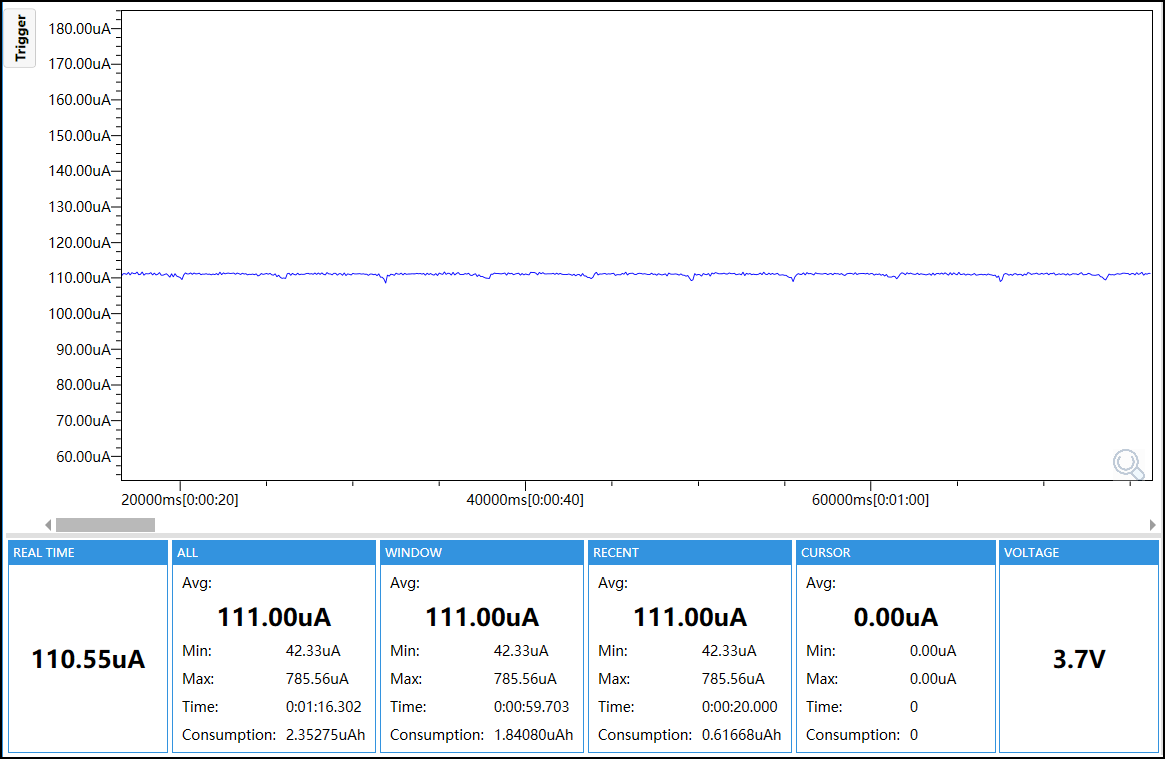 Trigger
180.00uA
170.00uA
160.00uA
150.00uA
140.00uA
130.00uA
120.00uA
110.00uA
100.00uA
90.00uA
80.00uA
70.00uA
60.00uA
20000ms[0:00:20] 40000ms[0:00:40] 60000ms[0:01:00]
REAL TIME
110.55uA
ALL
Avg:
111.00uA
Min: 42.33uA
Max: 785.56uA
Time: 0:01:16.302
Consumption: 2.35275uAh
WINDOW
Avg:
111.00uA
Min: 42.33uA
Max: 785.56uA
Time: 0:00:59.703
Consumption: 1.84080uAh
RECENT
Avg:
111.00uA
Min: 42.33uA
Max: 785.56uA
Time: 0:00:20.000
Consumption: 0.61668uAh
CURSOR
Avg:
0.00uA
Min: 0.00uA
Max: 0.00uA
Time: 0
Consumption: 0
VOLTAGE
3.7V